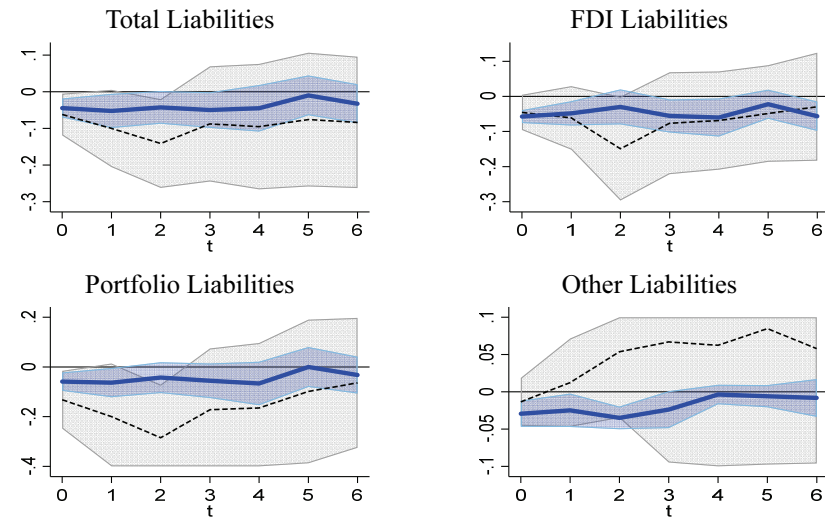 Total Liabilities
.1
0
-.1
-.2
-.3
0 1 2 3 4 5 6
t
FDI Liabilities
.1
0
-.1
-.2
-.3
0 1 2 3 4 5 6
t
Portfolio Liabilities
.2
0
-.2
-.4
0 1 2 3 4 5 6
t
Other Liabilities
.1
.05
0
-.05
-.1
0 1 2 3 4 5 6
t